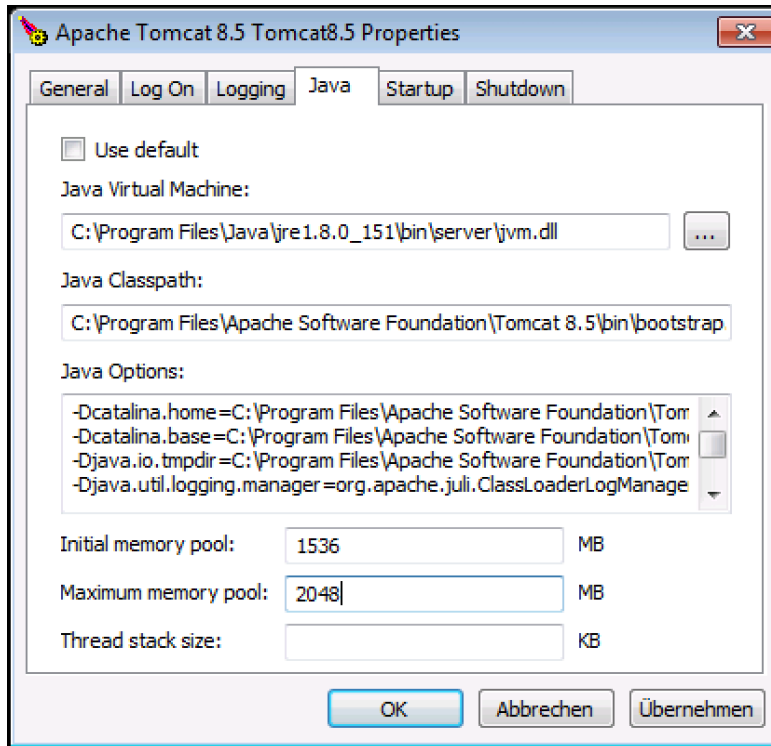 Apache Tomcat 8.5 Tomcat8.5 Properties
General Log On Logging Java Startup Shutdown
Use default
Java Virtual Machine:
C:\Program Files\Java\jre1.8.0_151\bin\server\jvm.dll ...
Java Classpath:
C:\Program Files\Apache Software Foundation\Tomcat 8.5\bin\bootstrap
Java Options:
-Dcatalina.home=C:\Program Files\Apache Software Foundation\Tom
-Dcatalina.base=C:\Program Files\Apache Software Foundation\Tom
-Djava.io.tmpdir=C:\Program Files\Apache Software Foundation\Tom
-Djava.util.logging.manager=org.apache.juli.ClassLoaderLogManage
Initial memory pool: 1536 MB
Maximum memory pool: 2048 MB
Thread stack size: KB
OK Abbrechen Übernehmen